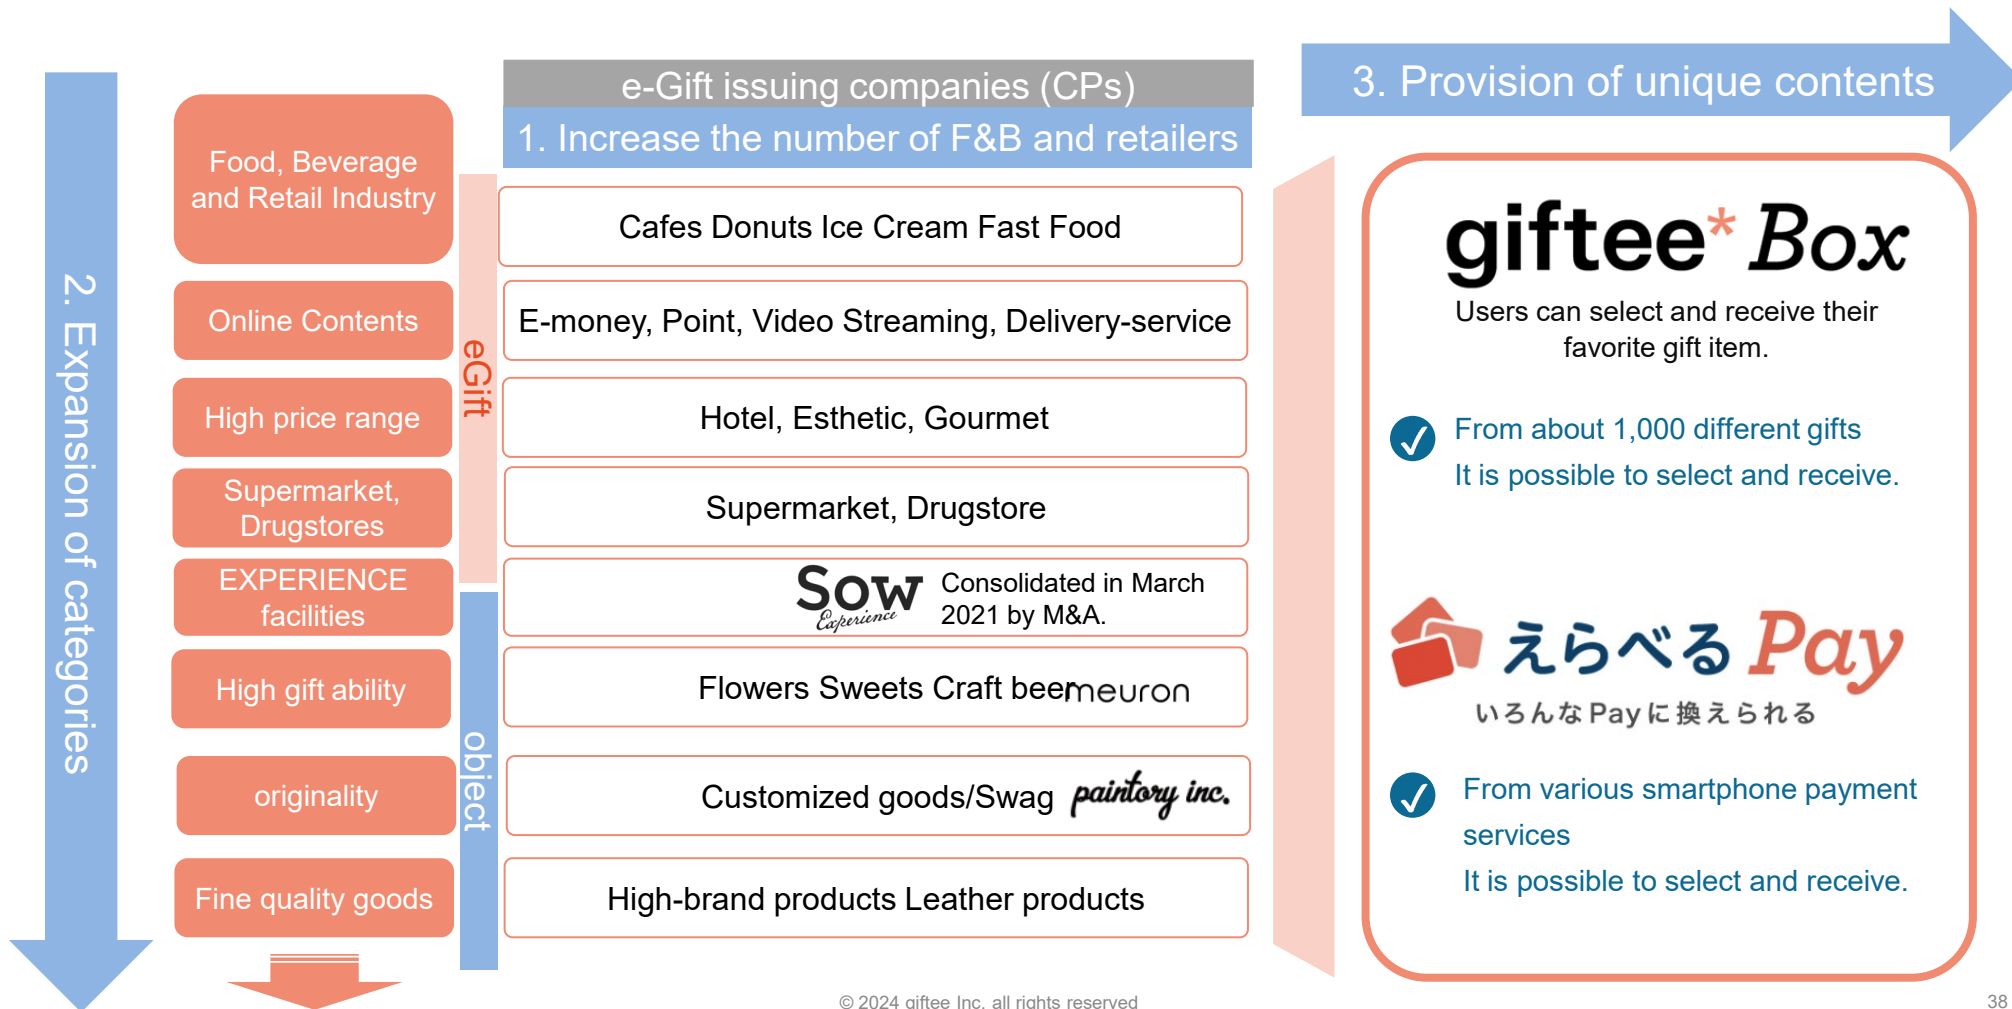 e-Gift issuing companies (CPs)
1. Increase the number of F&B and retailers
3. Provision of unique contents
2. Expansion of categories
Food, Beverage
and Retail Industry
Cafes Donuts Ice Cream Fast Food
Online Contents
E-money, Point, Video Streaming, Delivery-service
eGift
High price range
Hotel, Esthetic, Gourmet
Supermarket,
Drugstores
Supermarket, Drugstore
EXPERIENCE
facilities
Sow
Experience
Consolidated in March
2021 by M&A.
High gift ability
Flowers Sweets Craft beer
meuron
object
originality
Customized goods/Swag
paintory inc.
Fine quality goods
High-brand products Leather products
giftee* Box
Users can select and receive their
favorite gift item.
From about 1,000 different gifts
It is possible to select and receive.
えらべる Pay
いろんなPayに換えられる
From various smartphone payment
services
It is possible to select and receive.
© 2024 giftee Inc. all rights reserved
38